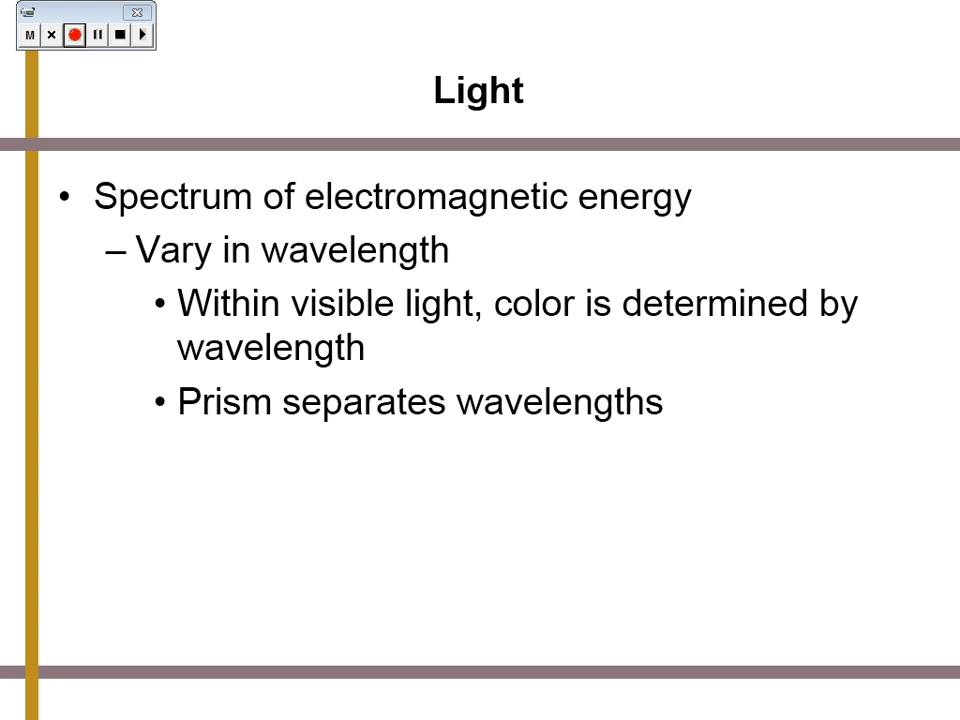 M
Light
• Spectrum of electromagnetic energy
– Vary in wavelength
• Within visible light, color is determined by
wavelength
• Prism separates wavelengths